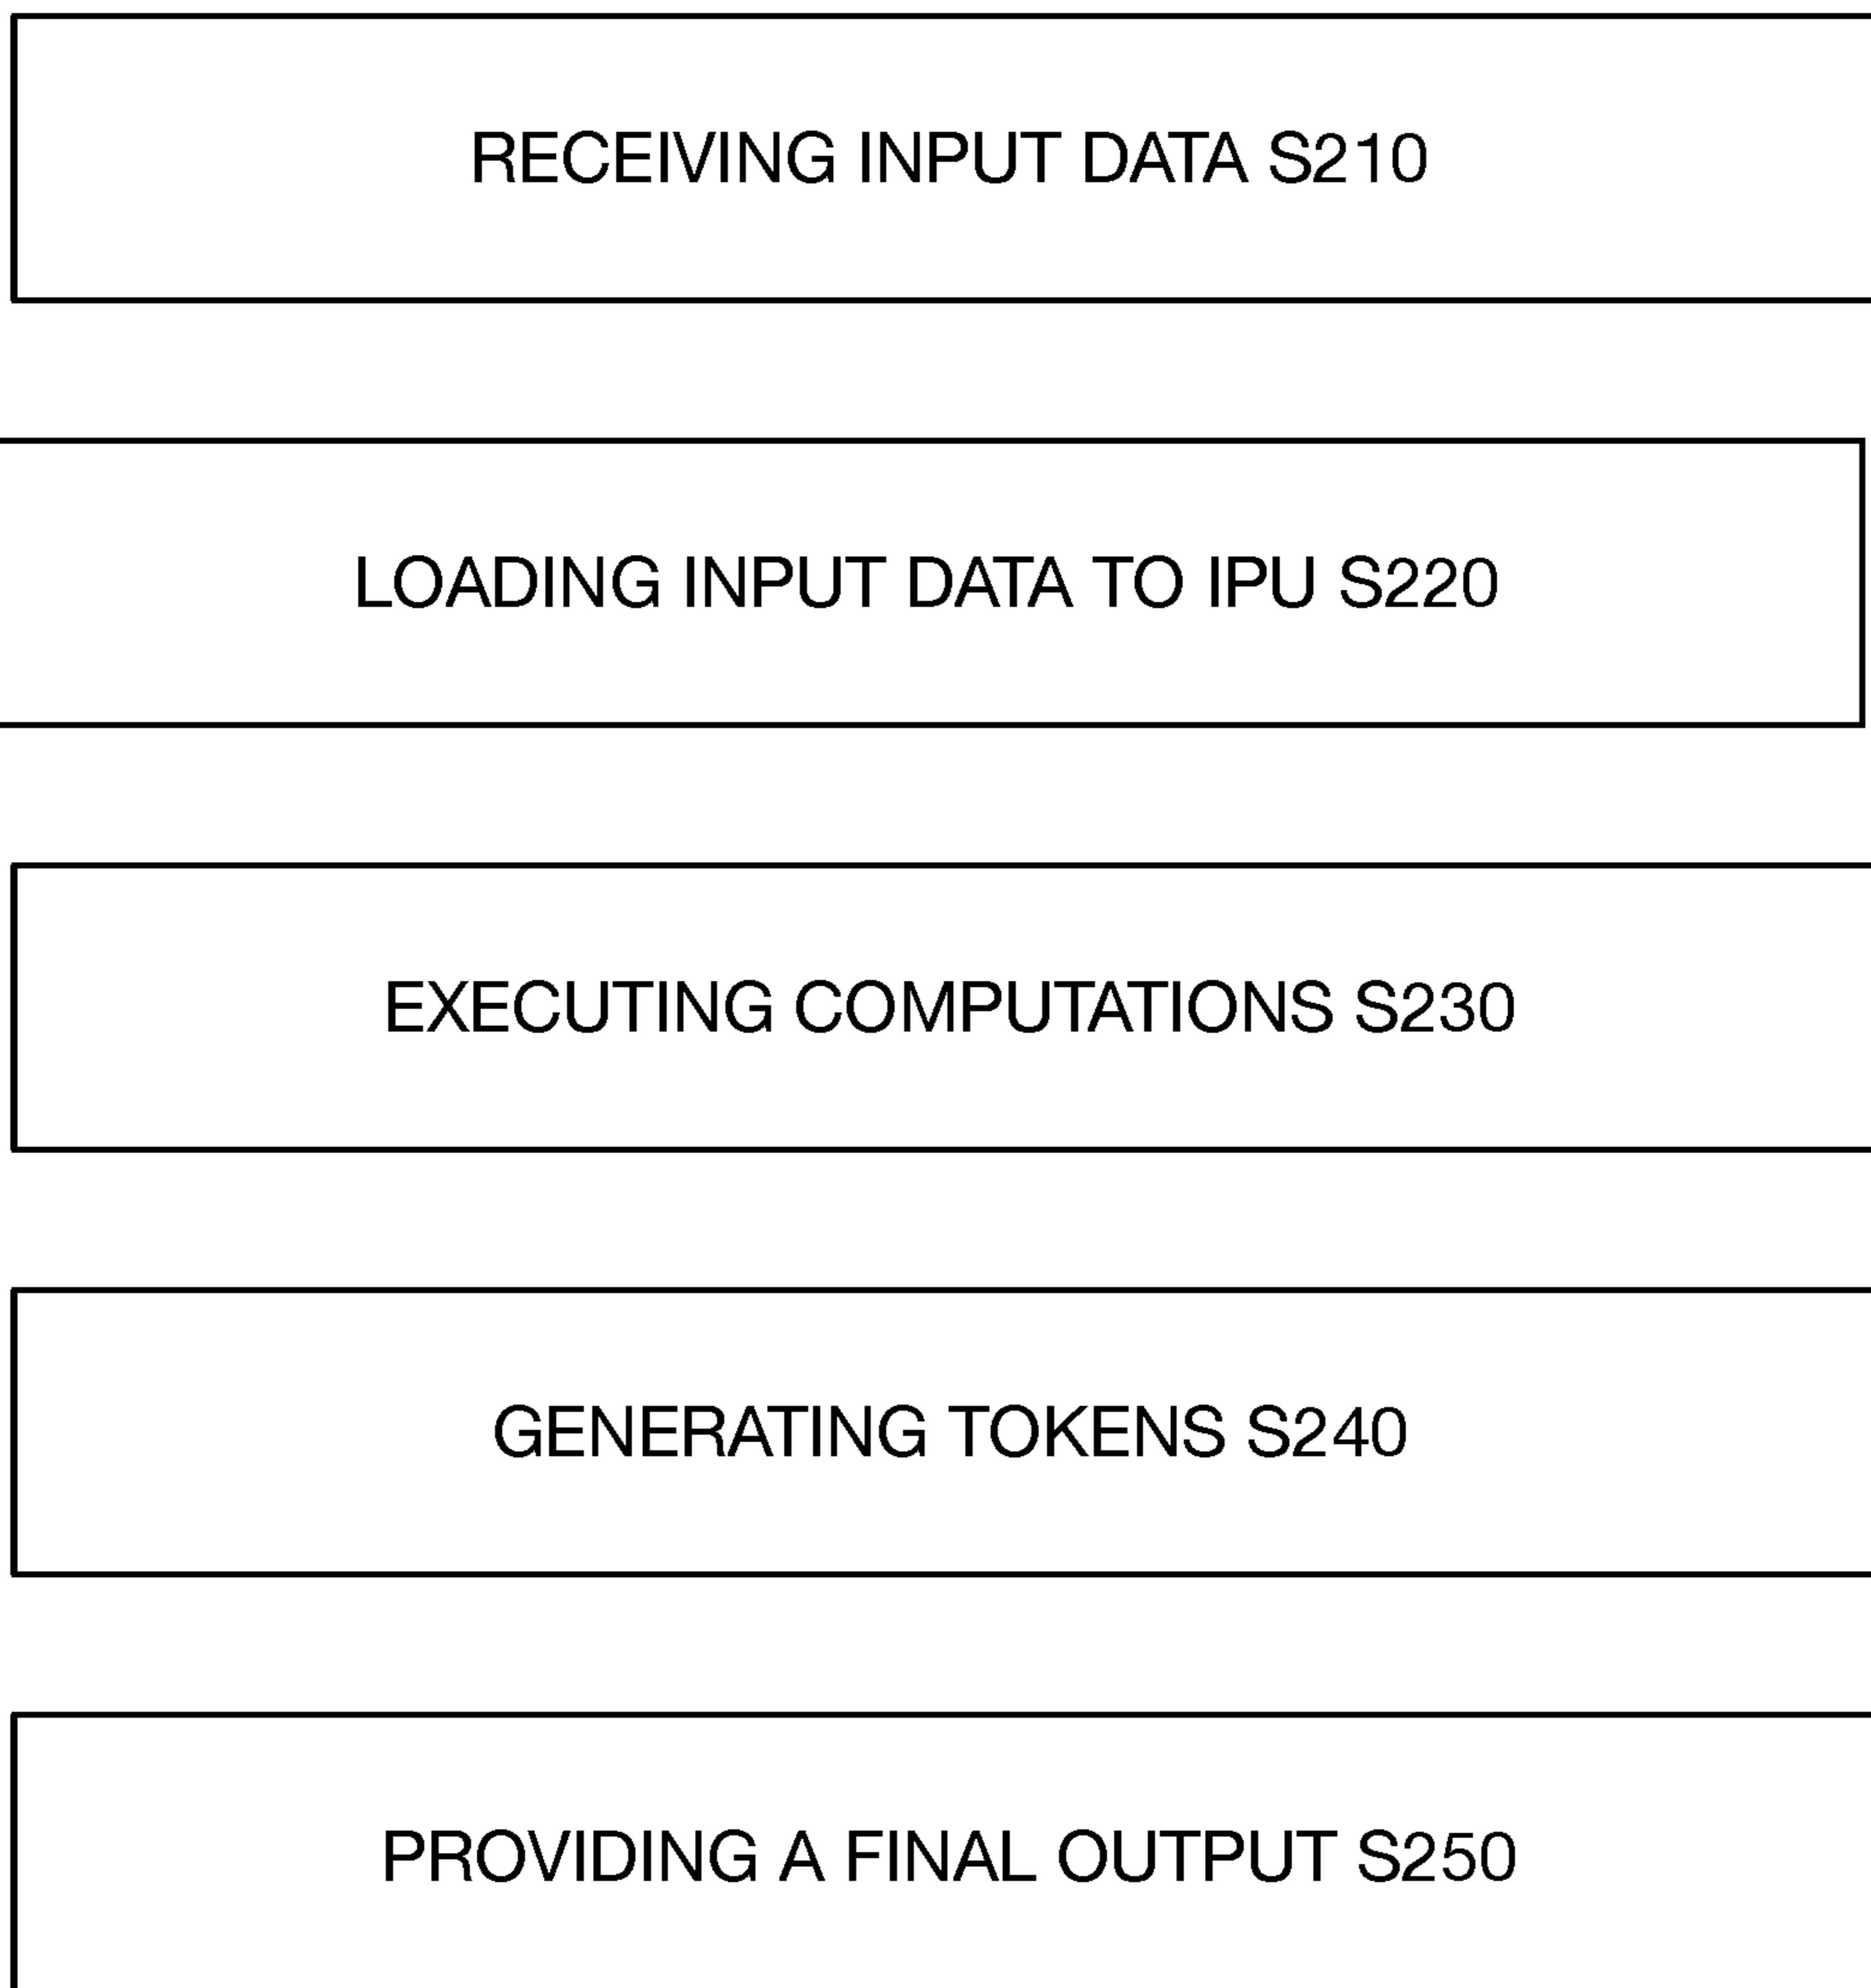 RECEIVING INPUT DATA S210
LOADING INPUT DATA TO IPU S220
EXECUTING COMPUTATIONS S230
GENERATING TOKENS S240
PROVIDING A FINAL OUTPUT S250